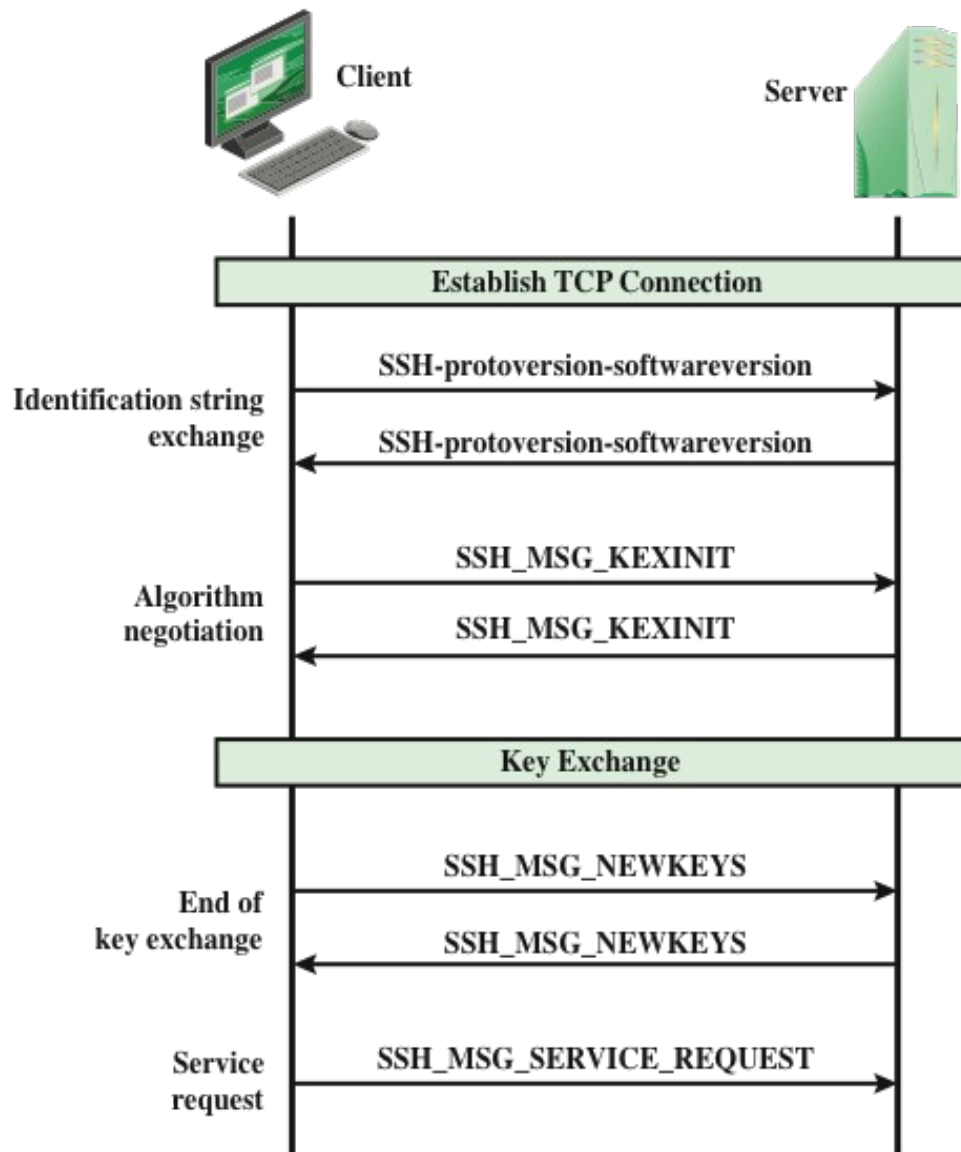 Client
Server
Establish TCP Connection
SSH-protoversion-softwareversion
Identification string
exchange
SSH-protoversion-softwareversion
SSH_MSG_KEXINIT
Algorithm
negotiation
SSH_MSG_KEXINIT
Key Exchange
SSH_MSG_NEWKEYS
End of
key exchange
SSH_MSG_NEWKEYS
SSH_MSG_SERVICE_REQUEST
Service
request